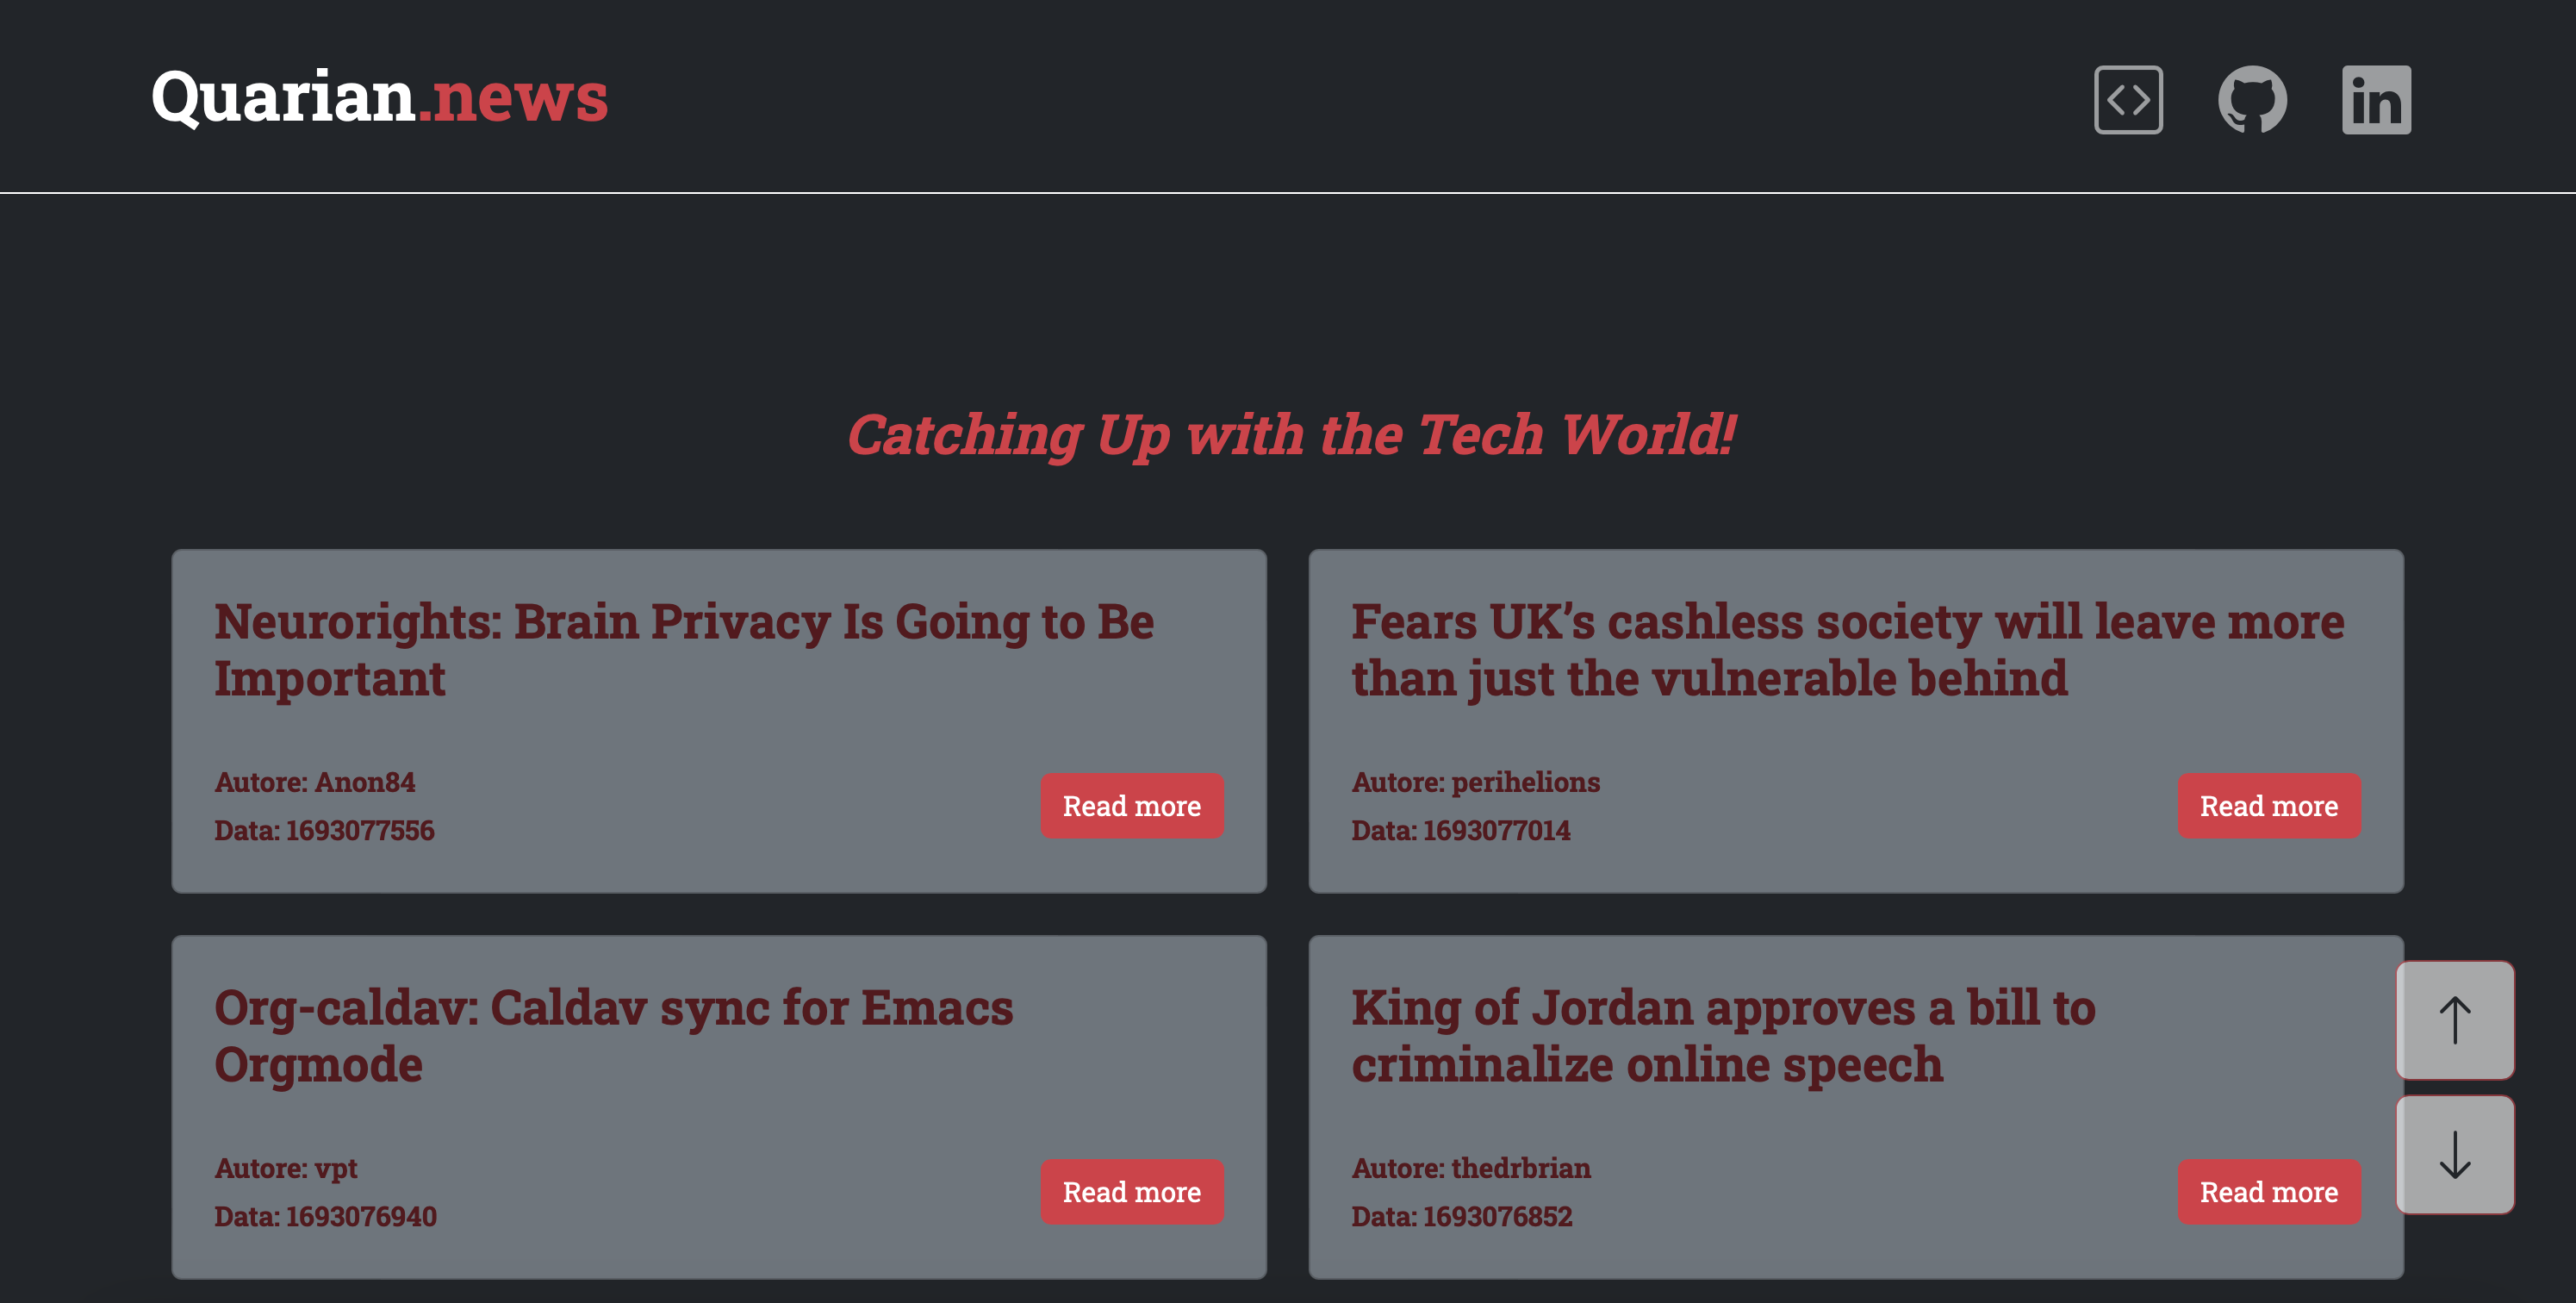 Quarian.news
Catching Up with the Tech World!
Neurorights: Brain Privacy Is Going to Be
Important
Autore: Anon84
Data: 1693077556
Read more
Fears UK’s cashless society will leave more
than just the vulnerable behind
Autore: perihelions
Data: 1693077014
Read more
Org-caldav: Caldav sync for Emacs
Orgmode
Autore: vpt
Data: 1693076940
Read more
King of Jordan approves a bill to
criminalize online speech
Autore: thedrbrian
Data: 1693076852
Read more